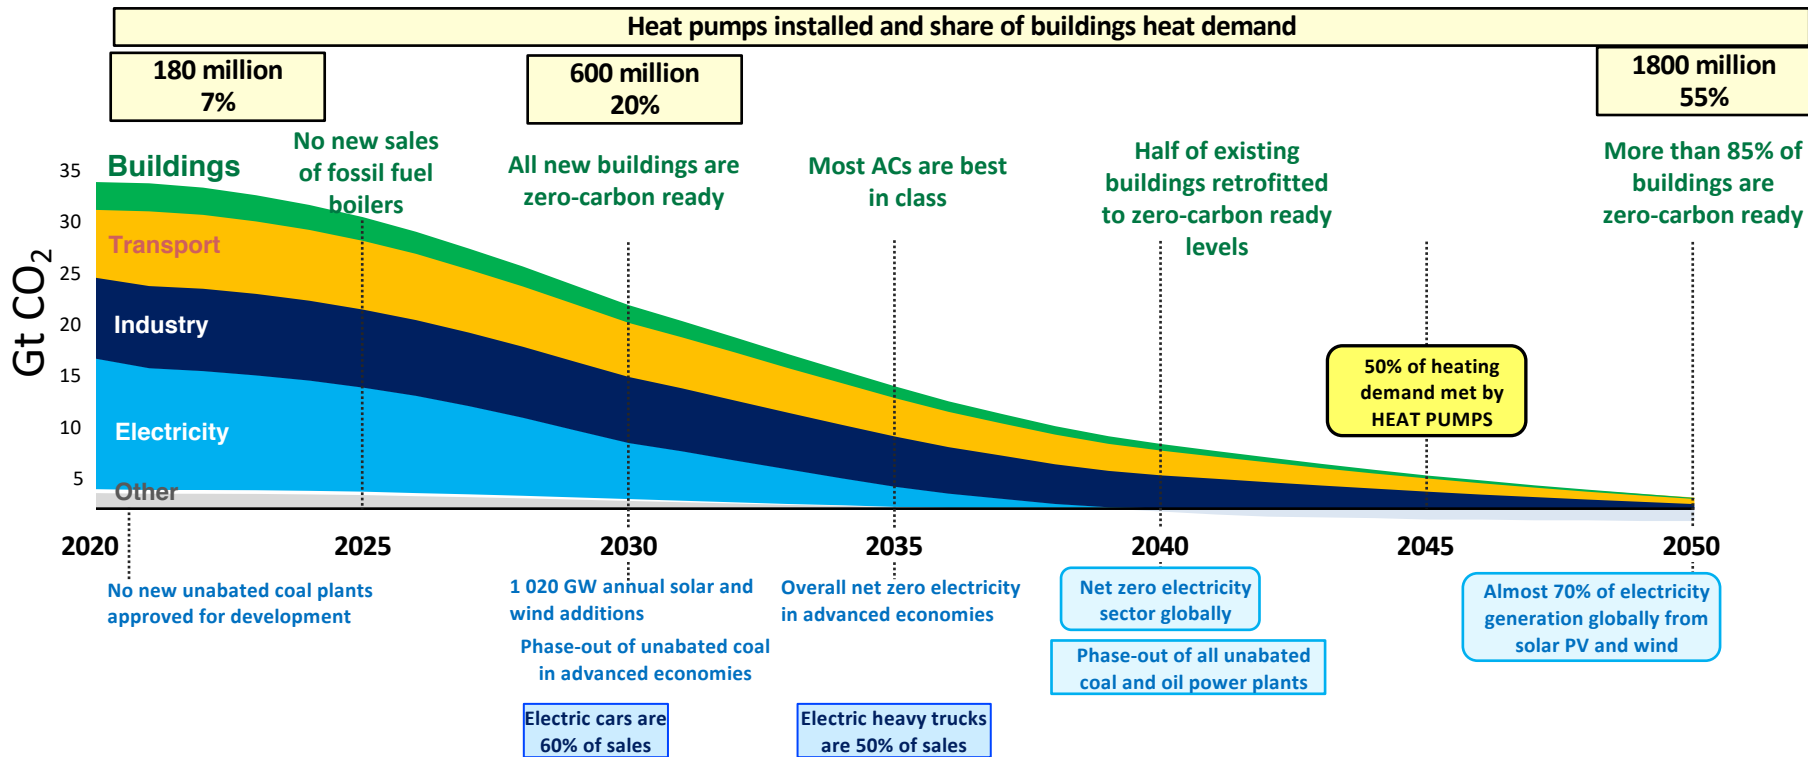 Heat pumps installed and share of buildings heat demand
180 million
7%
600 million
20%
1800 million
55%
No new sales
of fossil fuel
boilers
All new buildings are
zero-carbon ready
Most ACs are best
in class
Half of existing
buildings retrofitted
to zero-carbon ready
levels
More than 85% of
buildings are
zero-carbon ready
Gt CO₂
35
30
25
20
15
10
5
Buildings
Transport
Industry
Electricity
Other
50% of heating
demand met by
HEAT PUMPS
2020
2025
2030
2035
2040
2045
2050
No new unabated coal plants
approved for development
1 020 GW annual solar and
wind additions
Phase-out of unabated coal
in advanced economies
Electric cars are
60% of sales
Overall net zero electricity
in advanced economies
Electric heavy trucks
are 50% of sales
Net zero electricity
sector globally
Phase-out of all unabated
coal and oil power plants
Almost 70% of electricity
generation globally from
solar PV and wind